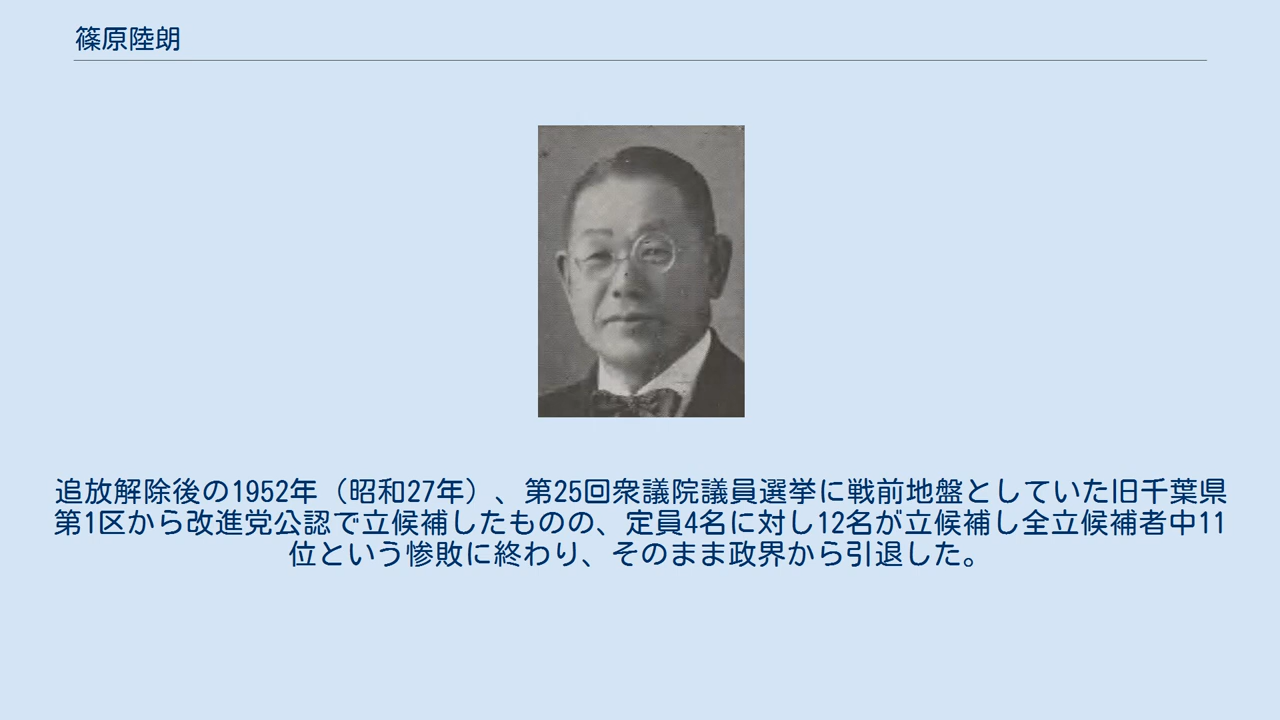 篠原陸朗
追放解除後の1952年（昭和27年）、第25回衆議院議員選挙に戦前地盤としていた旧千葉県
第1区から改進党公認で立候補したものの、定員4名に対し12名が立候補し全立候補者中11
位という惨敗に終わり、そのまま政界から引退した。